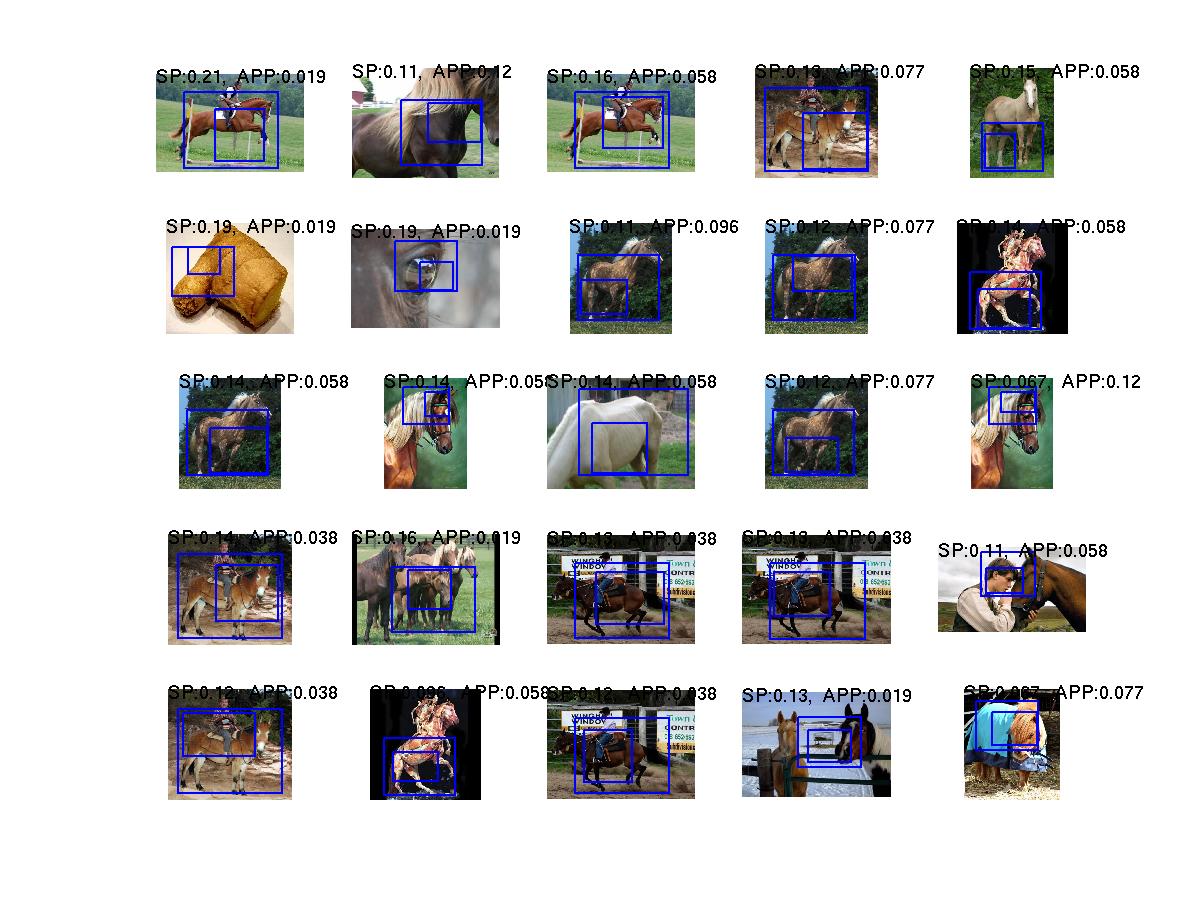 SP:0.21, APP:0.019
SP:0.11, APP:0.12
SP:0.16, APP:0.058
SP:0.13, APP:0.077
SP:0.15, APP:0.058
SP:0.19, APP:0.019
SP:0.19, APP:0.019
SP:0.11, APP:0.096
SP:0.12, APP:0.077
SP:0.14, APP:0.058
SP:0.14, APP:0.058
SP:0.14, APP:0.058
SP:0.14, APP:0.058
SP:0.12, APP:0.077
SP:0.067, APP:0.12
SP:0.14, APP:0.038
SP:0.16, APP:0.019
SP:0.13, APP:0.038
SP:0.13, APP:0.038
SP:0.11, APP:0.058
SP:0.12, APP:0.038
SP:0.096, APP:0.058
SP:0.12, APP:0.038
SP:0.13, APP:0.019
SP:0.067, APP:0.077